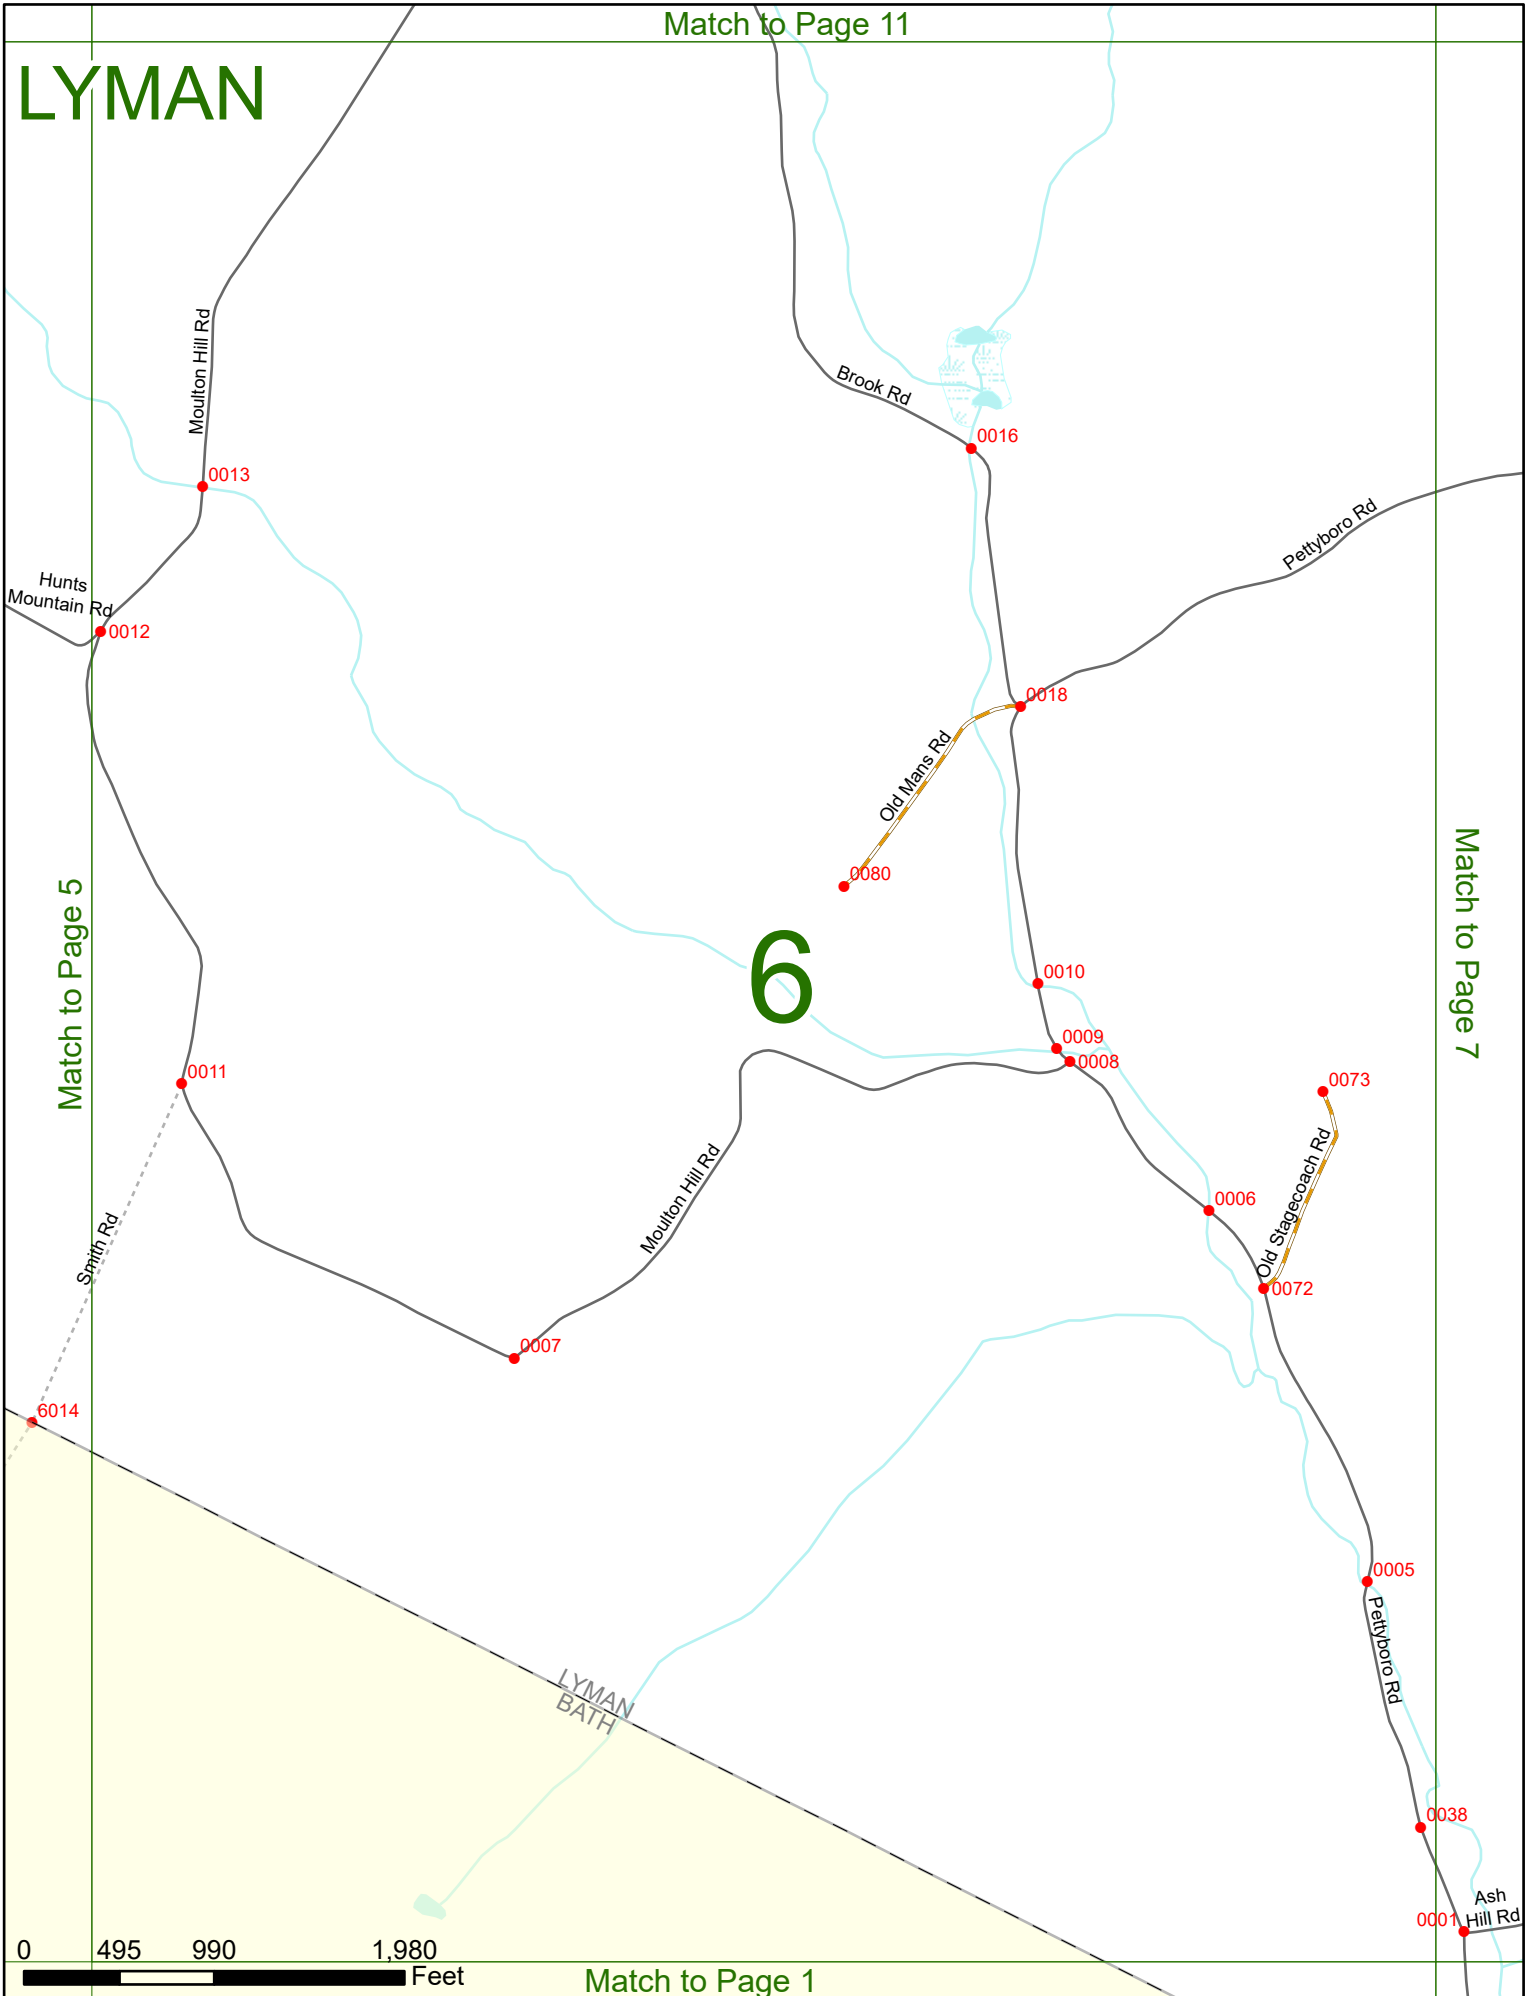 Match to Page 11
LYMAN
Moulton Hill Rd
Brook Rd
0016
0013
Pettyboro Rd
Hunts
Mountain Rd
0012
0018
Old Mans Rd
0080
Match to Page 5
6
Match to Page 7
0010
0009
0008
0011
0073
Moulton Hill Rd
Old Stagecoach Rd
0006
Smith Rd
0072
0007
6014
0005
Pettyboro Rd
LYMAN
BATH
0038
Ash
Hill Rd
0001
0 495 990 1,980
Feet
Match to Page 1